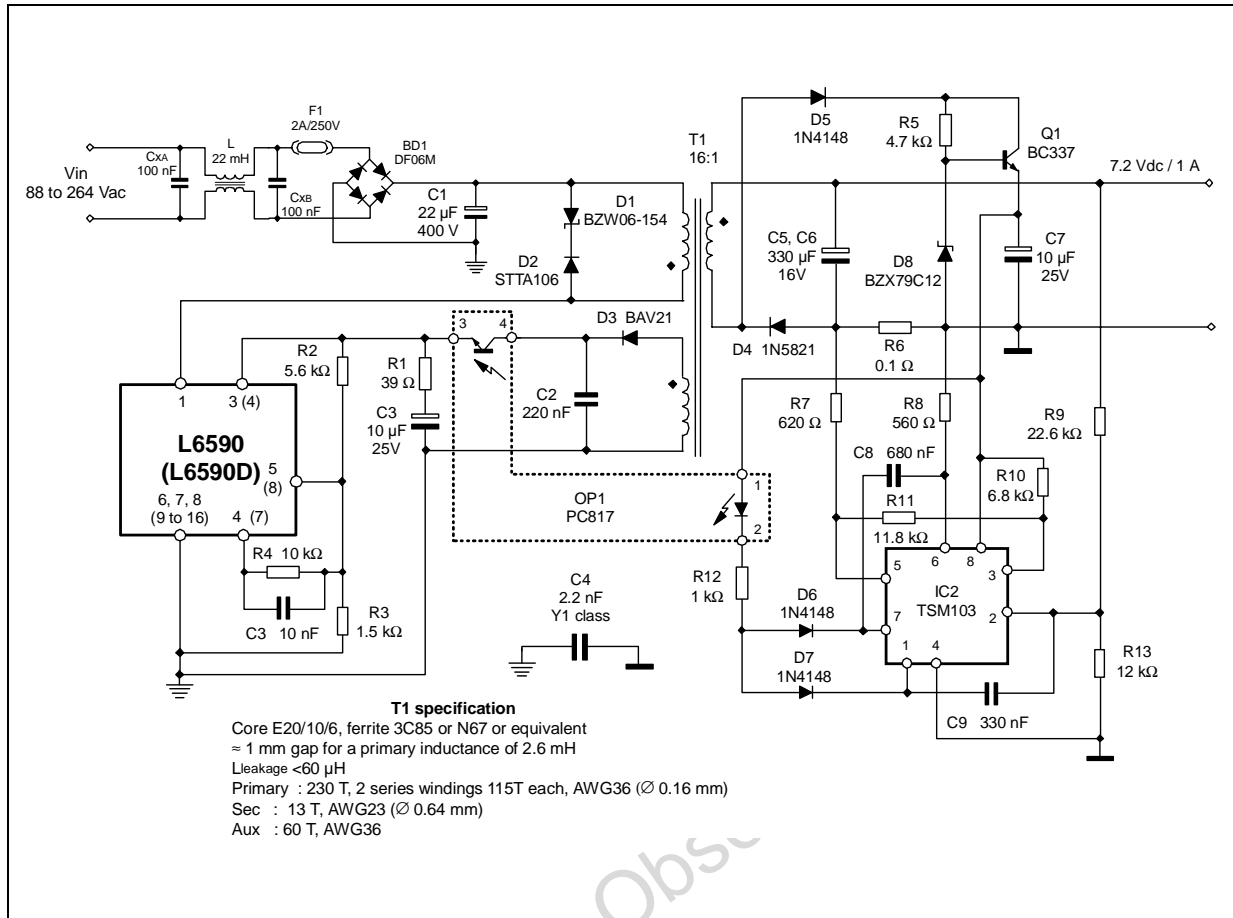 F1
2A/250V
L
22 mH
BD1
DF06M
CXA
100 nF
Vin
88 to 264 Vac
CXB
100 nF
C1
22 µF
400 V
D1
BZW06-154
D2
STTA106
T1
16:1
D5
1N4148
R5
4.7 kΩ
Q1
BC337
7.2 Vdc / 1 A
C5, C6
330 µF
16V
D8
BZX79C12
C7
10 µF
25V
D4 1N5821
R6
0.1 Ω
3
4
D3 BAV21
R2
5.6 kΩ
R1
39 Ω
C2
220 nF
C3
10 µF
25V
R7
620 Ω
R8
560 Ω
R9
22.6 kΩ
1
3 (4)
L6590
(L6590D)
5
(8)
6, 7, 8
(9 to 16)
4 (7)
R4 10 kΩ
C3 10 nF
R3
1.5 kΩ
OP1
PC817
1
2
C8 680 nF
R10
6.8 kΩ
R11
11.8 kΩ
6
8
5
3
IC2
TSM103
7
2
1
4
R12
1 kΩ
D6
1N4148
D7
1N4148
C4
2.2 nF
Y1 class
R13
12 kΩ
C9 330 nF
T1 specification
Core E20/10/6, ferrite 3C85 or N67 or equivalent
≈ 1 mm gap for a primary inductance of 2.6 mH
Lleakage <60 µH
Primary : 230 T, 2 series windings 115T each, AWG36 (∅ 0.16 mm)
Sec : 13 T, AWG23 (∅ 0.64 mm)
Aux : 60 T, AWG36